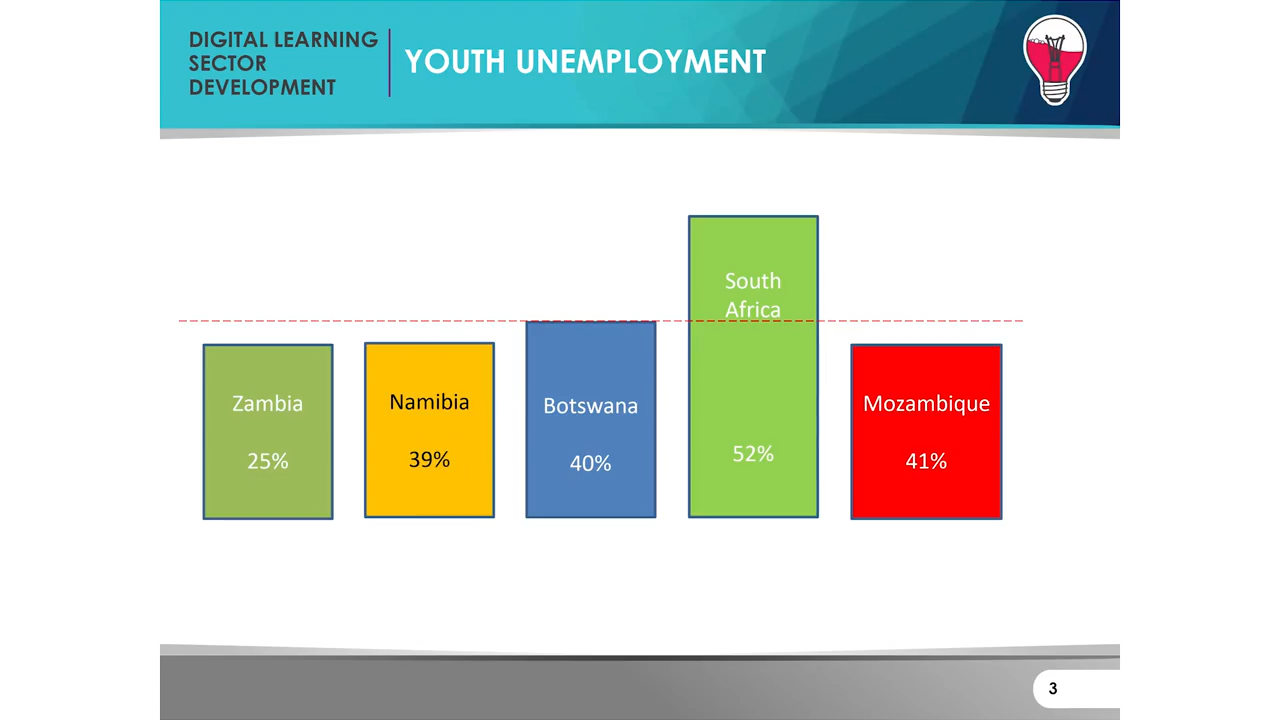 DIGITAL LEARNING
SECTOR
DEVELOPMENT
YOUTH UNEMPLOYMENT
Zambia
25%
Namibia
39%
Botswana
40%
South
Africa
52%
Mozambique
41%
3